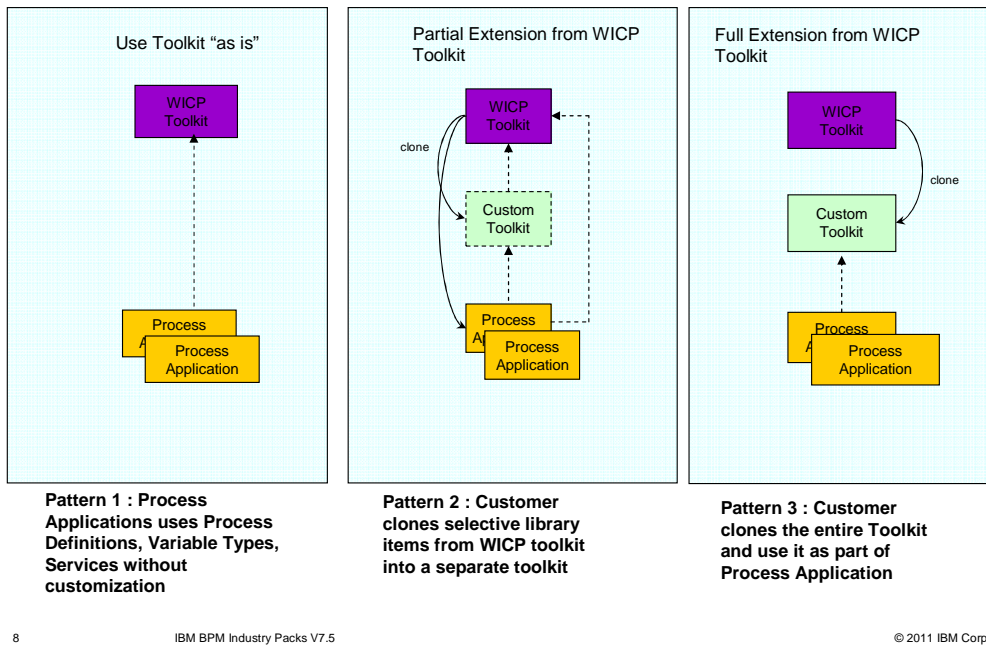 Use Toolkit “as is”
WICP
Toolkit
Process
A
Process
Application
Pattern 1 : Process
Applications uses Process
Definitions, Variable Types,
Services without
customization
Partial Extension from WICP
Toolkit
WICP
Toolkit
clone
Custom
Toolkit
Process
Ap
Process
Application
Pattern 2 : Customer
clones selective library
items from WICP toolkit
into a separate toolkit
Full Extension from WICP
Toolkit
WICP
Toolkit
clone
Custom
Toolkit
Process
A
Process
Application
Pattern 3 : Customer
clones the entire Toolkit
and use it as part of
Process Application
8
IBM BPM Industry Packs V7.5
© 2011 IBM Corp